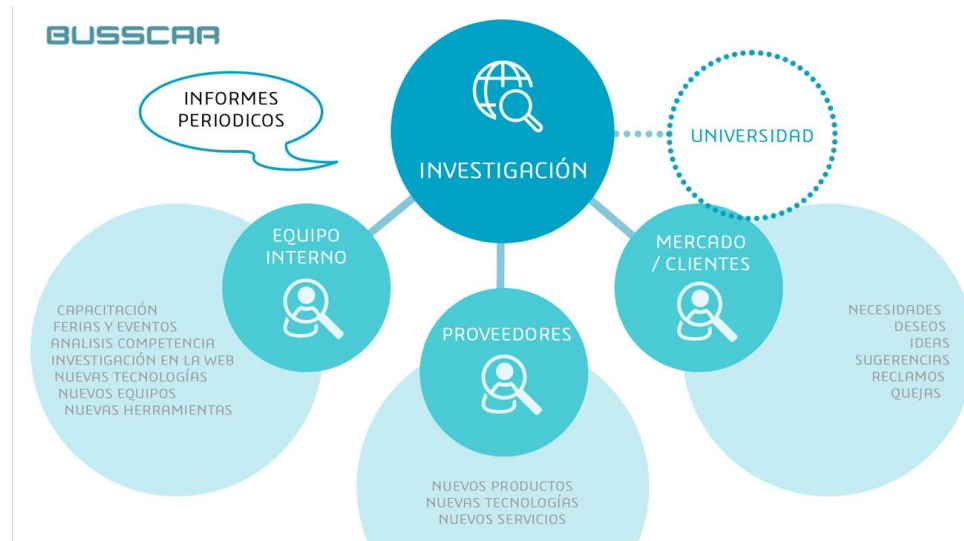 BUSSCAR
INFORMES
PERIODICOS
INVESTIGACIÓN
UNIVERSIDAD
EQUIPO
INTERNO
CAPACITACIÓN
FERIAS Y EVENTOS
ANALISIS COMPETENCIA
INVESTIGACIÓN EN LA WEB
NUEVAS TECNOLOGÍAS
NUEVOS EQUIPOS
NUEVAS HERRAMIENTAS
PROVEEDORES
NUEVOS PRODUCTOS
NUEVAS TECNOLOGÍAS
NUEVOS SERVICIOS
MERCADO
/ CLIENTES
NECESIDADES
DESEOS
IDEAS
SUGERENCIAS
RECLAMOS
QUEJAS